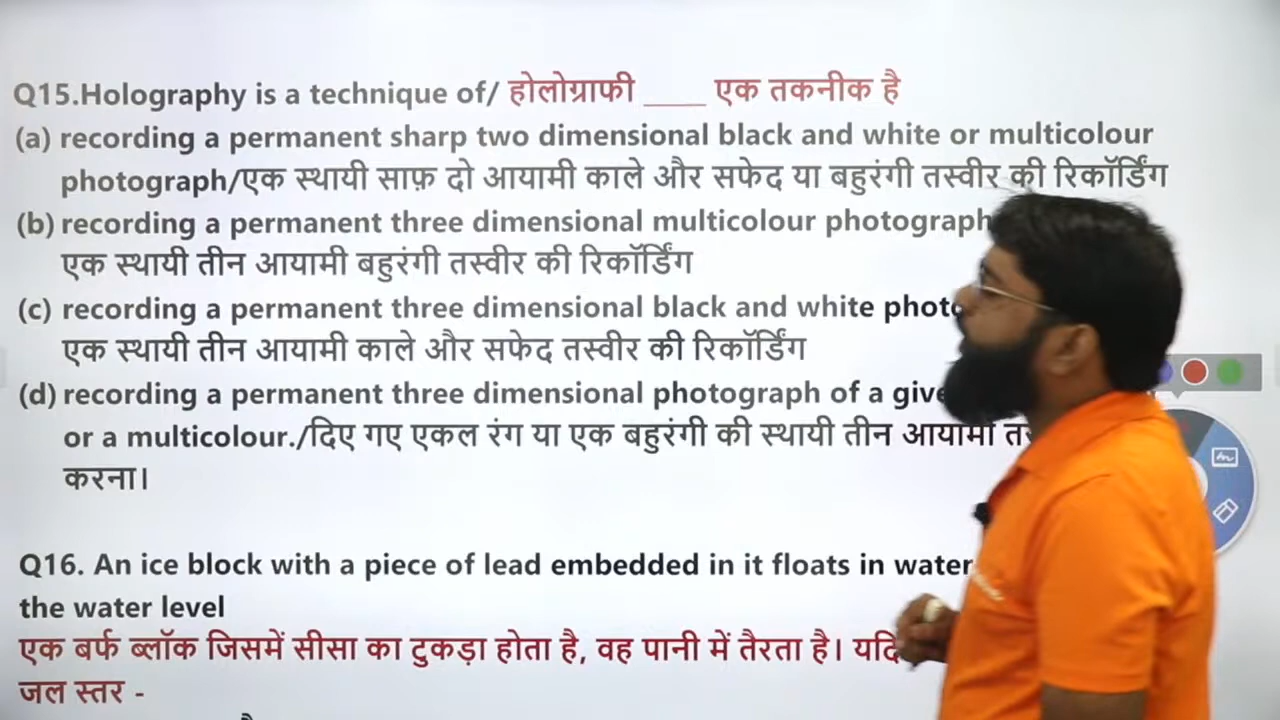 Q15.Holography is a technique of/ होलोग्राफी ____ एक तकनीक है
(a) recording a permanent sharp two dimensional black and white or multicolour
photograph/एक स्थायी साफ़ दो आयामी काले और सफेद या बहुरंगी तस्वीर की रिकॉर्डिंग
(b) recording a permanent three dimensional multicolour photograph
एक स्थायी तीन आयामी बहुरंगी तस्वीर की रिकॉर्डिंग
(c) recording a permanent three dimensional black and white
एक स्थायी तीन आयामी काले और सफेद तस्वीर की रिकॉर्डिंग
(d) recording a permanent three dimensional photograph of a
or a multicolour./दिए गए एकल रंग या एक बहुरंगी की स्थायी तीन आयामी
करना।
Q16. An ice block with a piece of lead embedded in it floats in water
the water level
एक बर्फ ब्लॉक जिसमें सीसा का टुकड़ा होता है, वह पानी में तैरता है। यदि
जल स्तर -